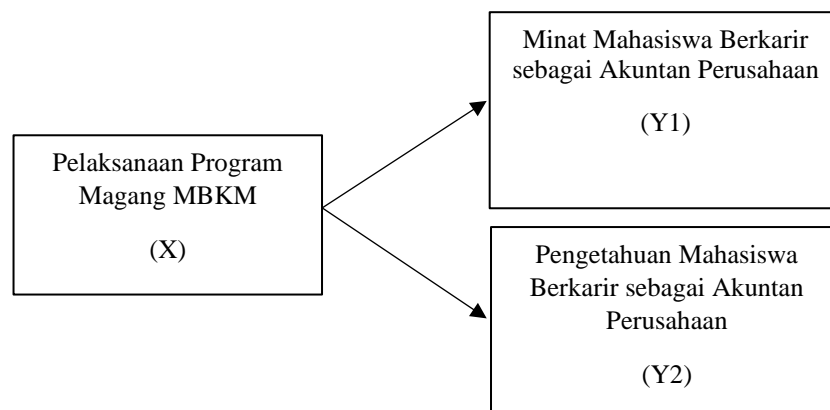 Pelaksanaan Program
Magang MBKM
(X)
Minat Mahasiswa Berkarir
sebagai Akuntan Perusahaan
(Y1)
Pengetahuan Mahasiswa
Berkarir sebagai Akuntan
Perusahaan
(Y2)